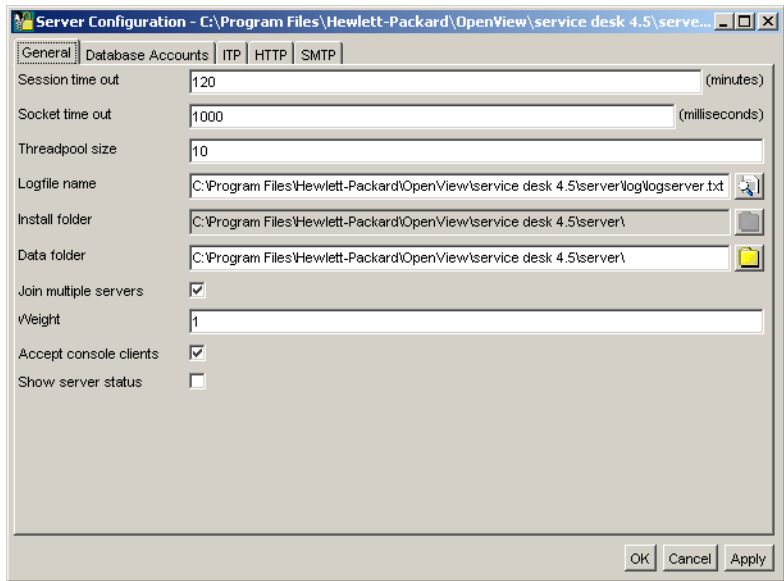 Server Configuration - C:\Program Files\Hewlett-Packard\OpenView\service desk 4.5\serve...
General Database Accounts ITP HTTP SMTP
Session time out 120 (minutes)
Socket time out 1000 (milliseconds)
Threadpool size 10
Logfile name C:\Program Files\Hewlett-Packard\OpenView\service desk 4.5\server\log\logserver.txt
Install folder C:\Program Files\Hewlett-Packard\OpenView\service desk 4.5\server\
Data folder C:\Program Files\Hewlett-Packard\OpenView\service desk 4.5\server\
Join multiple servers
Weight 1
Accept console clients
Show server status
OK Cancel Apply